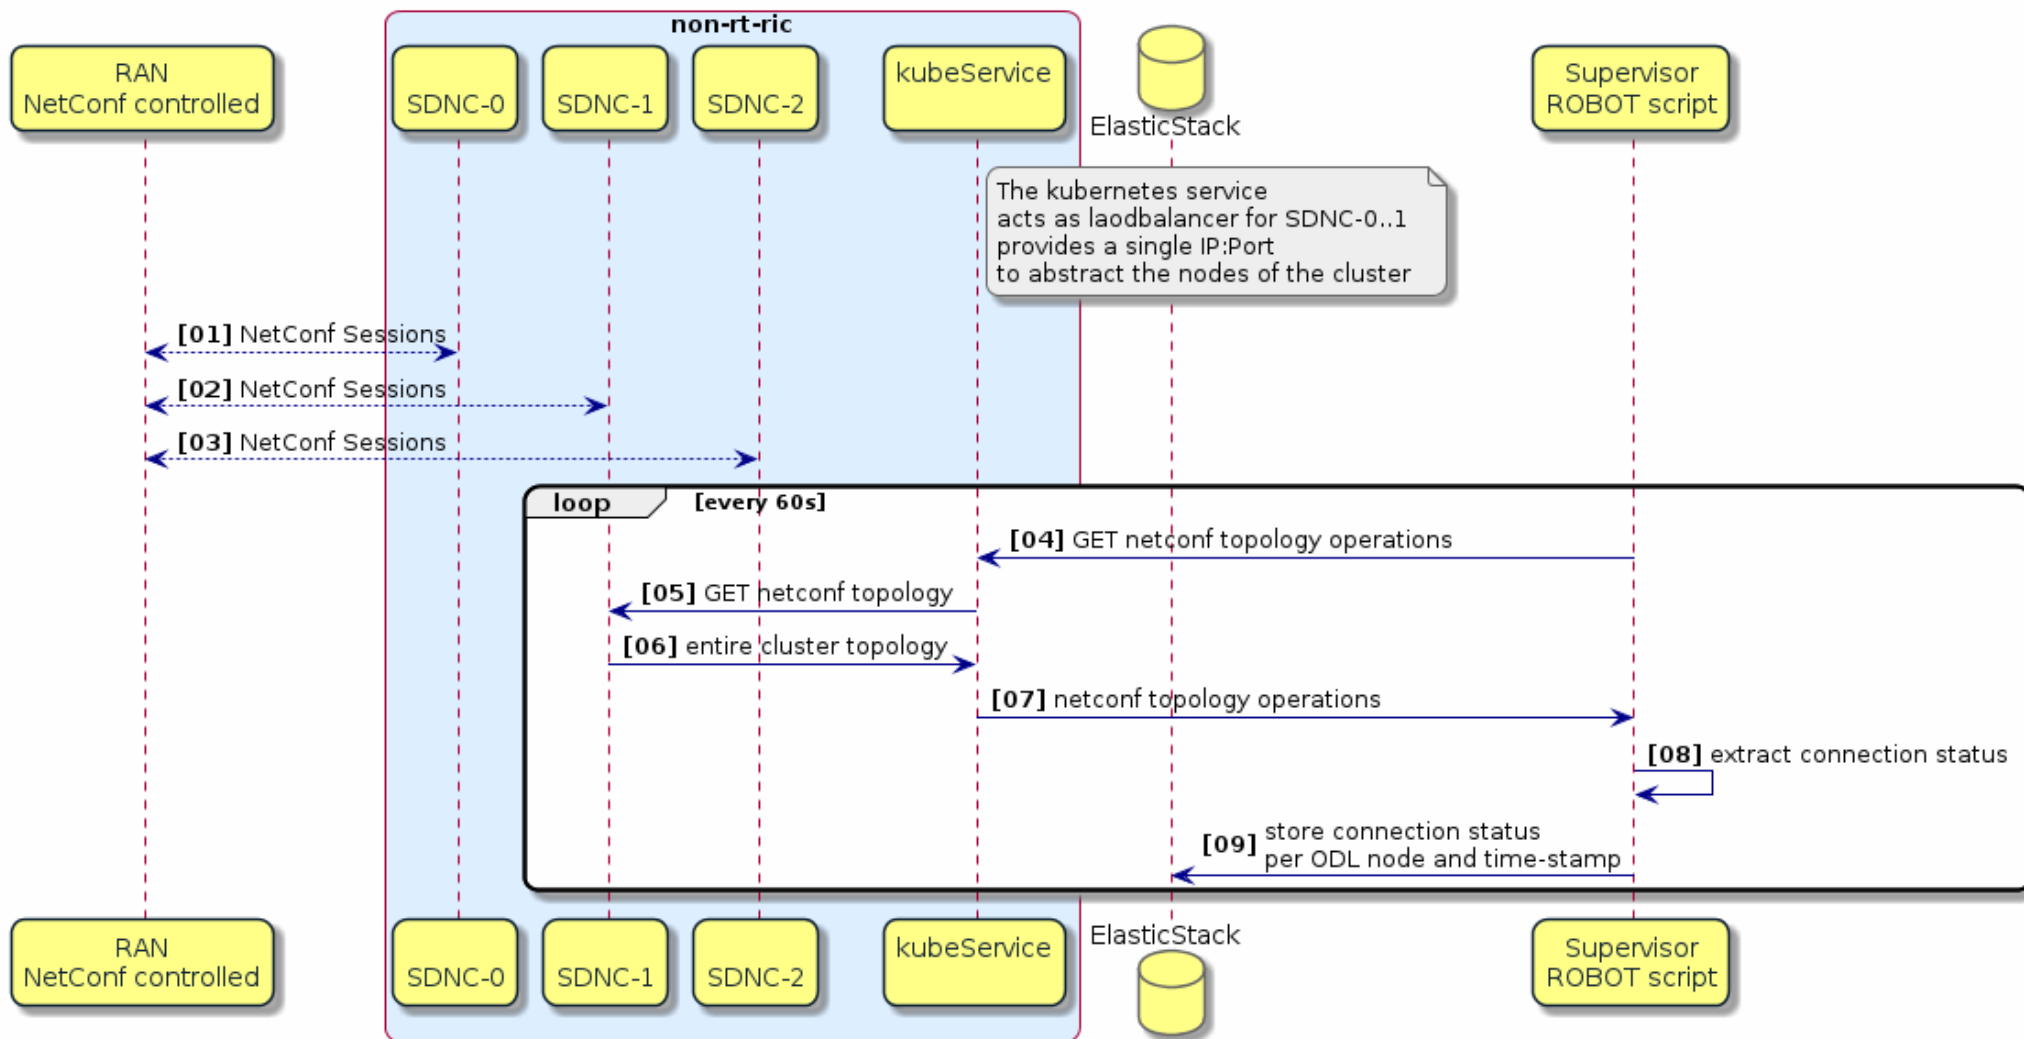 non-rt-ric
RAN
NetConf controlled
SDNC-0
SDNC-1
SDNC-2
kubeService
ElasticStack
Supervisor
ROBOT script
The kubernetes service
acts as laodbalancer for SDNC-0..1
provides a single IP:Port
to abstract the nodes of the cluster
[01] NetConf Sessions
[02] NetConf Sessions
[03] NetConf Sessions
loop [every 60s]
[04] GET netconf topology operations
[05] GET netconf topology
[06] entire cluster topology
[07] netconf topology operations
[08] extract connection status
[09] store connection status
per ODL node and time-stamp
RAN
NetConf controlled
SDNC-0
SDNC-1
SDNC-2
kubeService
ElasticStack
Supervisor
ROBOT script